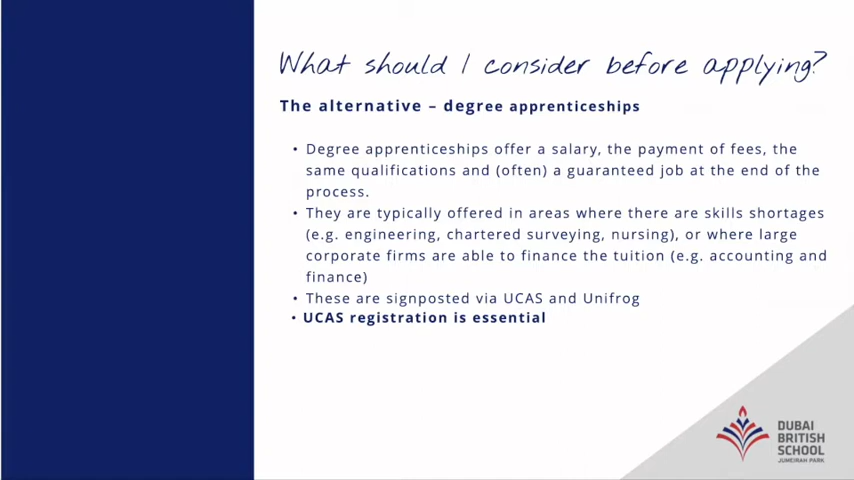 What should I consider before applying?
The alternative – degree apprenticeships
• Degree apprenticeships offer a salary, the payment of fees, the
same qualifications and (often) a guaranteed job at the end of the
process.
• They are typically offered in areas where there are skills shortages
(e.g. engineering, chartered surveying, nursing), or where large
corporate firms are able to finance the tuition (e.g. accounting and
finance)
• These are signposted via UCAS and Unifrog
• UCAS registration is essential
DUBAI
BRITISH
SCHOOL
JUMEIRAH PARK